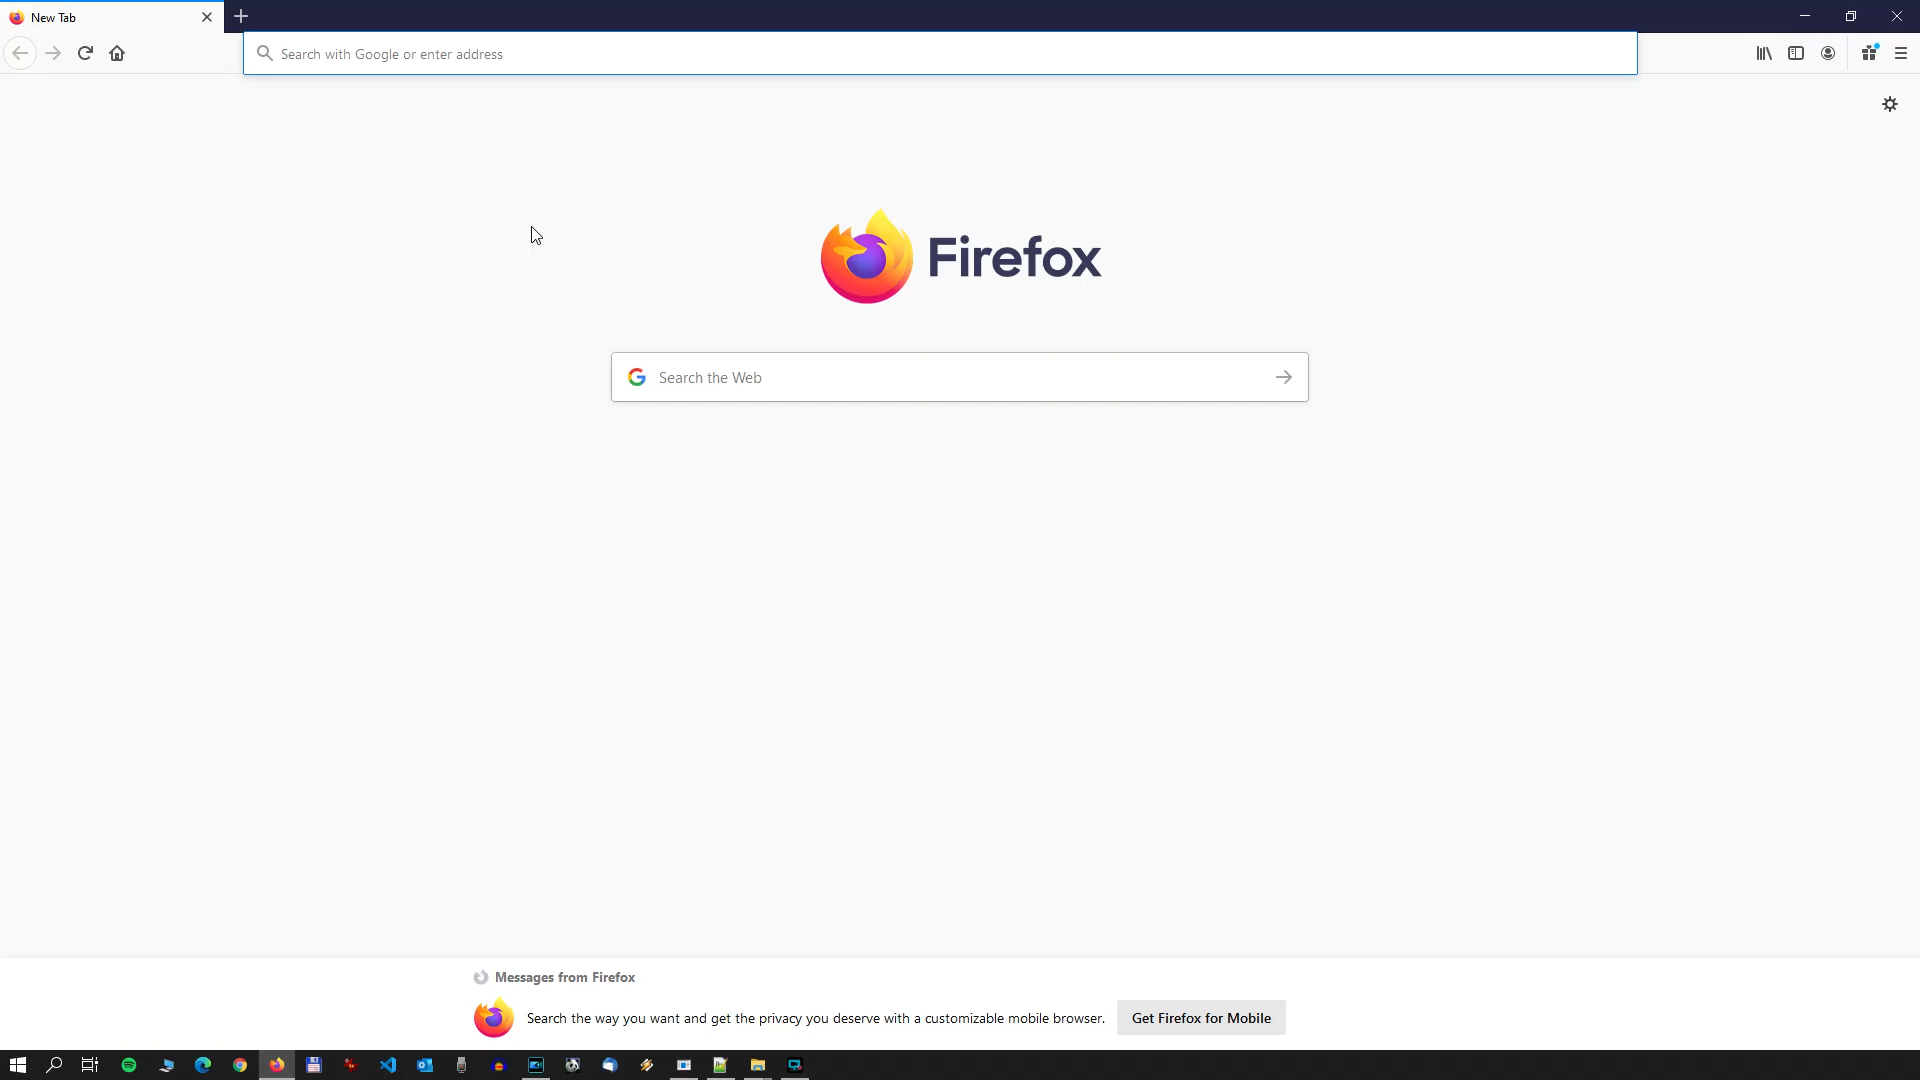 New Tab
Search with Google or enter address
Firefox
Search the Web
Messages from Firefox
Search the way you want and get the privacy you deserve with a customizable mobile browser.
Get Firefox for Mobile